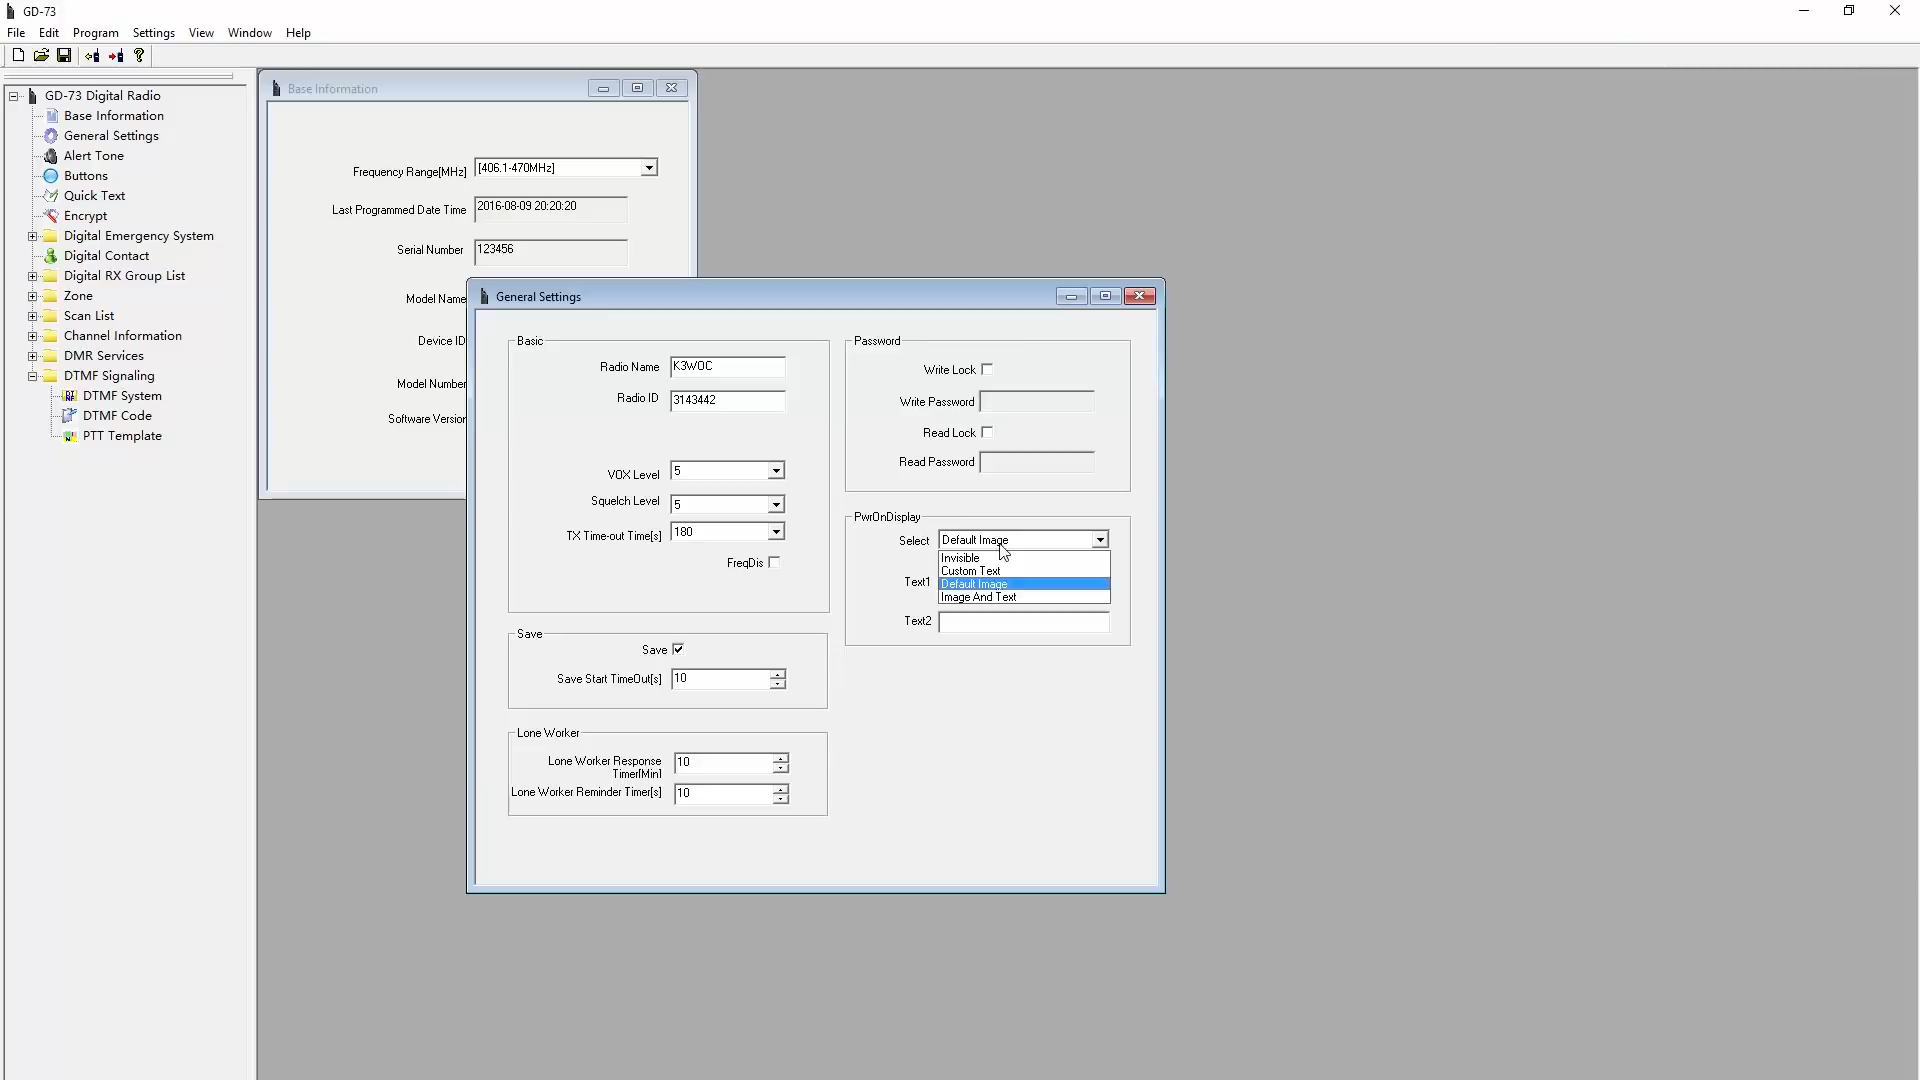 GD-73
File Edit Program Settings View Window Help
GD-73 Digital Radio
Base Information
General Settings
Alert Tone
Buttons
Quick Text
Encrypt
Digital Emergency System
Digital Contact
Digital RX Group List
Zone
Scan List
Channel Information
DMR Services
DTMF Signaling
DTMF System
DTMF Code
PTT Template
Base Information
Frequency Range[MHz] [406.1-470MHz]
Last Programmed Date Time 2016-08-09 20:20:20
Serial Number 123456
Model Name
Device ID
Model Number
Software Version
General Settings
Basic
Radio Name K3WOC
Radio ID 3143442
VOX Level 5
Squelch Level 5
TX Time-out Time[s] 180
FreqDis
Save
Save
Save Start TimeOut[s] 10
Lone Worker
Lone Worker Response
Timer[Min] 10
Lone Worker Reminder Timer[s] 10
Password
Write Lock
Write Password
Read Lock
Read Password
PwrOnDisplay
Select Default Image
Invisible
Custom Text
Default Image
Image And Text
Text1
Text2